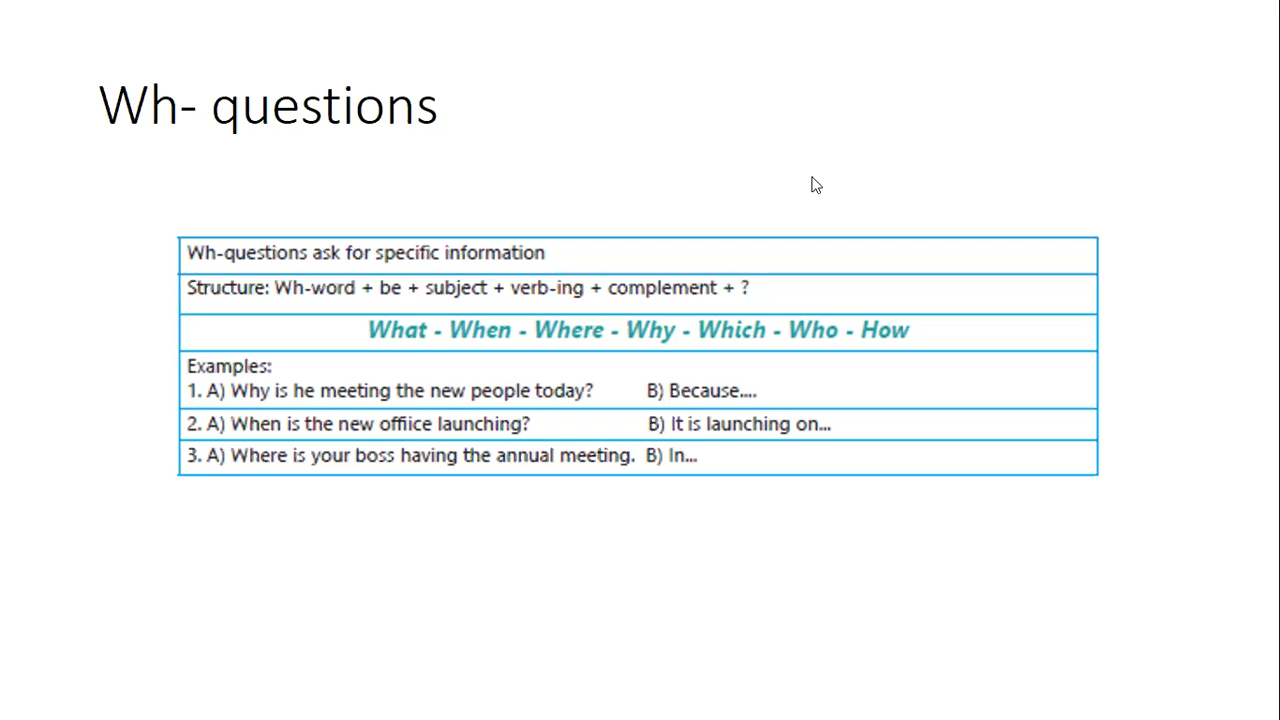 Wh- questions
Wh-questions ask for specific information
Structure: Wh-word + be + subject + verb-ing + complement + ?
What - When - Where - Why - Which - Who - How
Examples:
1. A) Why is he meeting the new people today? B) Because....
2. A) When is the new offiice launching? B) It is launching on...
3. A) Where is your boss having the annual meeting. B) In...